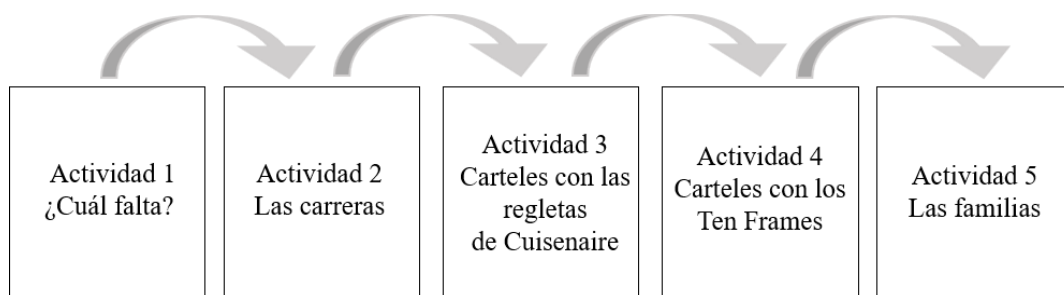 Actividad 1
¿Cuál falta?
Actividad 2
Las carreras
Actividad 3
Carteles con las
regletas
de Cuisenaire
Actividad 4
Carteles con los
Ten Frames
Actividad 5
Las familias